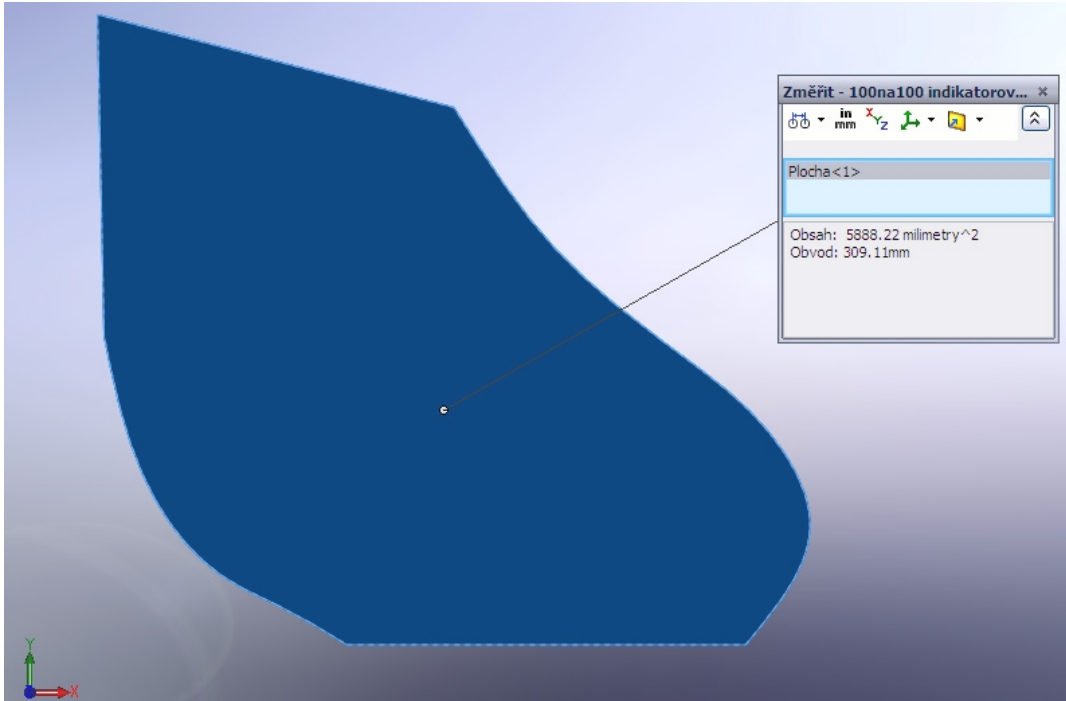 Změřit - 100na100 indikatorov... ×
in
mm
X
Y
Z
Plocha<1>
Obsah: 5888.22 milimetry^2
Obvod: 309.11mm
Y
X